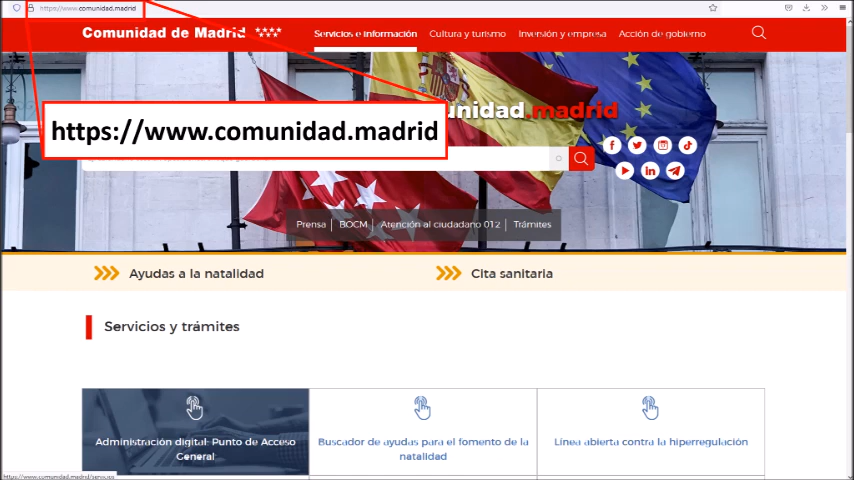 https://www.comunidad.madrid
Comunidad de Madrid
Servicios e información
Cultura y turismo
Inversión y empresa
Acción de gobierno
unidad.madrid
https://www.comunidad.madrid
Prensa
BOCM
Atención al ciudadano 012
Trámites
Ayudas a la natalidad
Cita sanitaria
Servicios y trámites
Administración digital: Punto de Acceso
General
Buscador de ayudas para el fomento de la
natalidad
Línea abierta contra la hiperregulación
https://www.comunidad.madrid/servicios